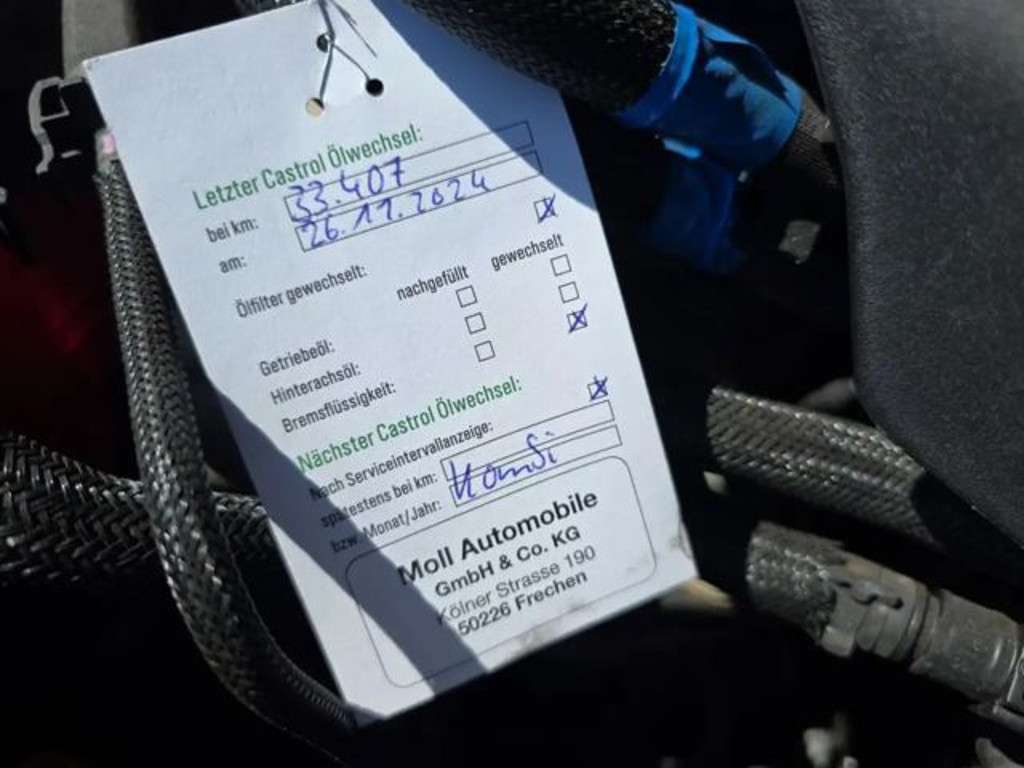 Letzter Castrol Ölwechsel:
bei km: 33.407
am: 26.11.2024
Ölfilter gewechselt:
nachgefüllt gewechselt
Getriebeöl:
Hinterachsöl:
Bremsflüssigkeit:
Nächster Castrol Ölwechsel:
Nach Serviceintervallanzeige:
spätestens bei km:
bzw. Monat/Jahr: Kombi
Moll Automobile
GmbH & Co. KG
Kölner Strasse 190
50226 Frechen